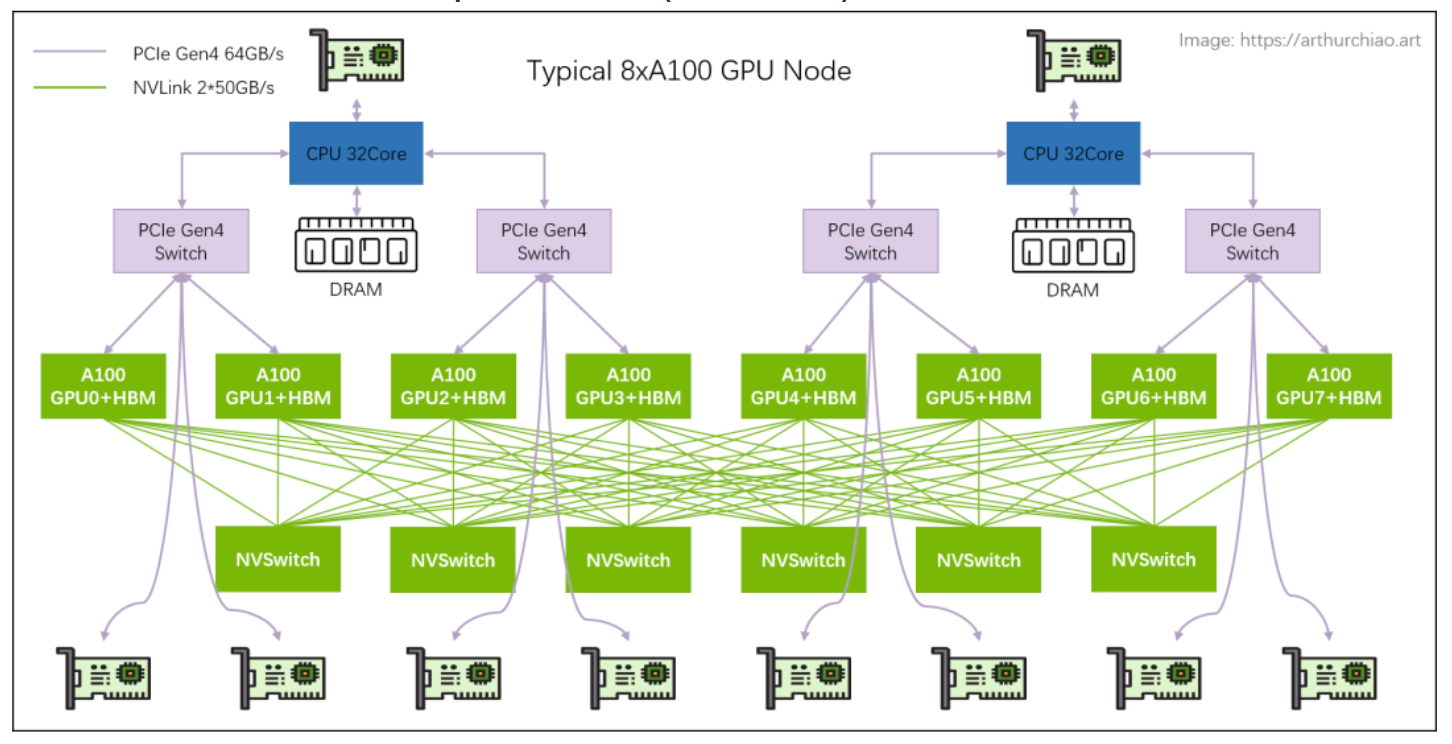 PCIe Gen4 64GB/s
NVLink 2*50GB/s
Typical 8xA100 GPU Node
Image: https://arthurchiao.art
CPU 32Core
CPU 32Core
PCIe Gen4
Switch
PCIe Gen4
Switch
PCIe Gen4
Switch
PCIe Gen4
Switch
DRAM
DRAM
A100
GPU0+HBM
A100
GPU1+HBM
A100
GPU2+HBM
A100
GPU3+HBM
A100
GPU4+HBM
A100
GPU5+HBM
A100
GPU6+HBM
A100
GPU7+HBM
NVSwitch
NVSwitch
NVSwitch
NVSwitch
NVSwitch
NVSwitch